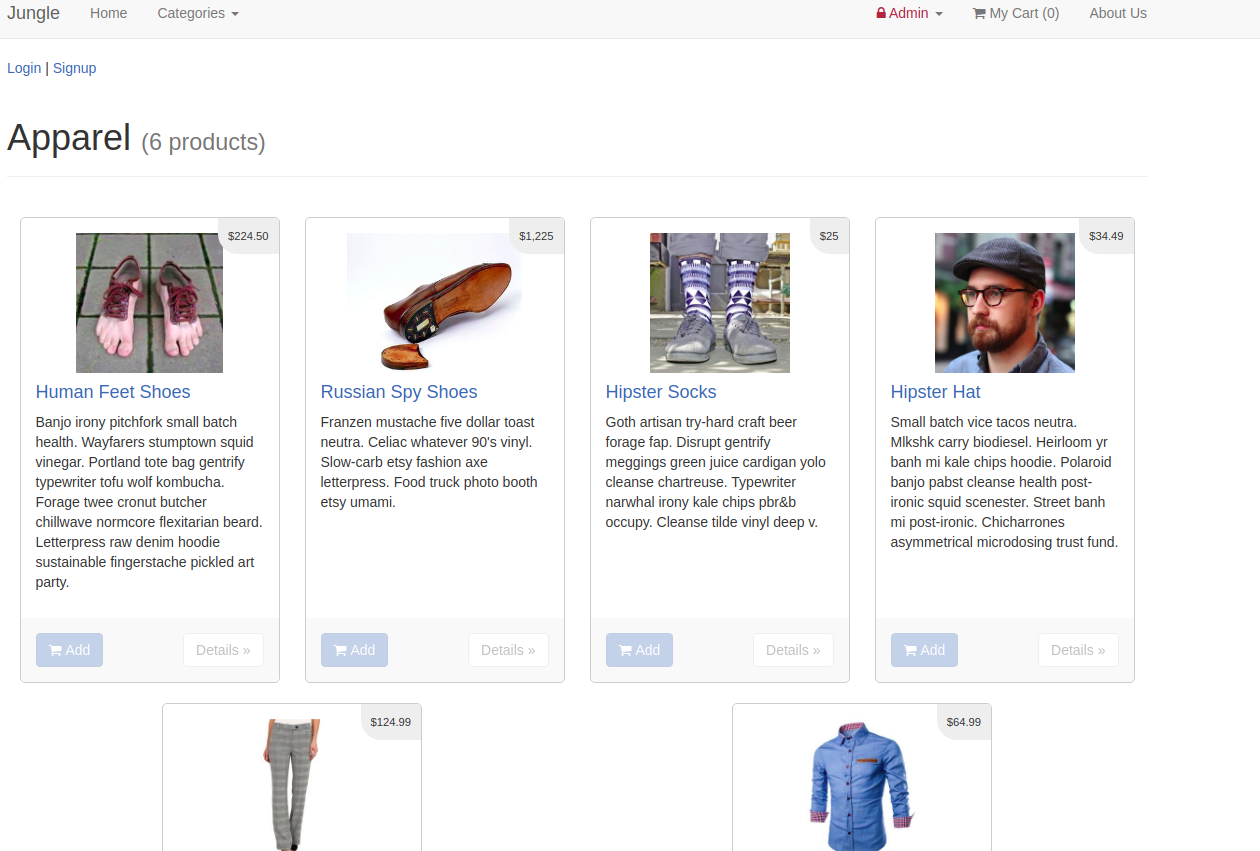 Jungle Home Categories Admin My Cart (0) About Us
Login | Signup
Apparel (6 products)
$224.50
Human Feet Shoes
Banjo irony pitchfork small batch
health. Wayfarers stumptown squid
vinegar. Portland tote bag gentrify
typewriter tofu wolf kombucha.
Forage twee cronut butcher
chillwave normcore flexitarian beard.
Letterpress raw denim hoodie
sustainable fingerstache pickled art
party.
Add Details »
$1,225
Russian Spy Shoes
Franzen mustache five dollar toast
neutra. Celiac whatever 90's vinyl.
Slow-carb etsy fashion axe
letterpress. Food truck photo booth
etsy umami.
Add Details »
$25
Hipster Socks
Goth artisan try-hard craft beer
forage fap. Disrupt gentrify
meggings green juice cardigan yolo
cleanse chartreuse. Typewriter
narwhal irony kale chips pbr&b
occupy. Cleanse tilde vinyl deep v.
Add Details »
$34.49
Hipster Hat
Small batch vice tacos neutra.
Mlkshk carry biodiesel. Heirloom yr
banh mi kale chips hoodie. Polaroid
banjo pabst cleanse health post-
ironic squid scenester. Street banh
mi post-ironic. Chicharrones
asymmetrical microdosing trust fund.
Add Details »
$124.99
$64.99